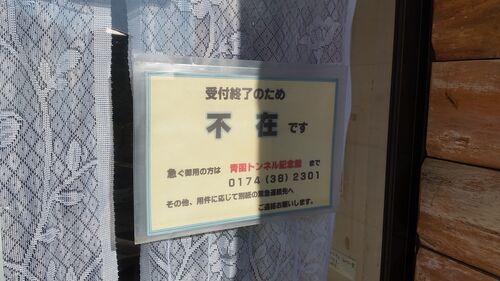 受付終了のため
不在です
急ぐ御用の方は 青函トンネル記念館 まで
0174 (38) 2301
その他、用件に応じて別紙の緊急連絡先へ
ご連絡お願いします。